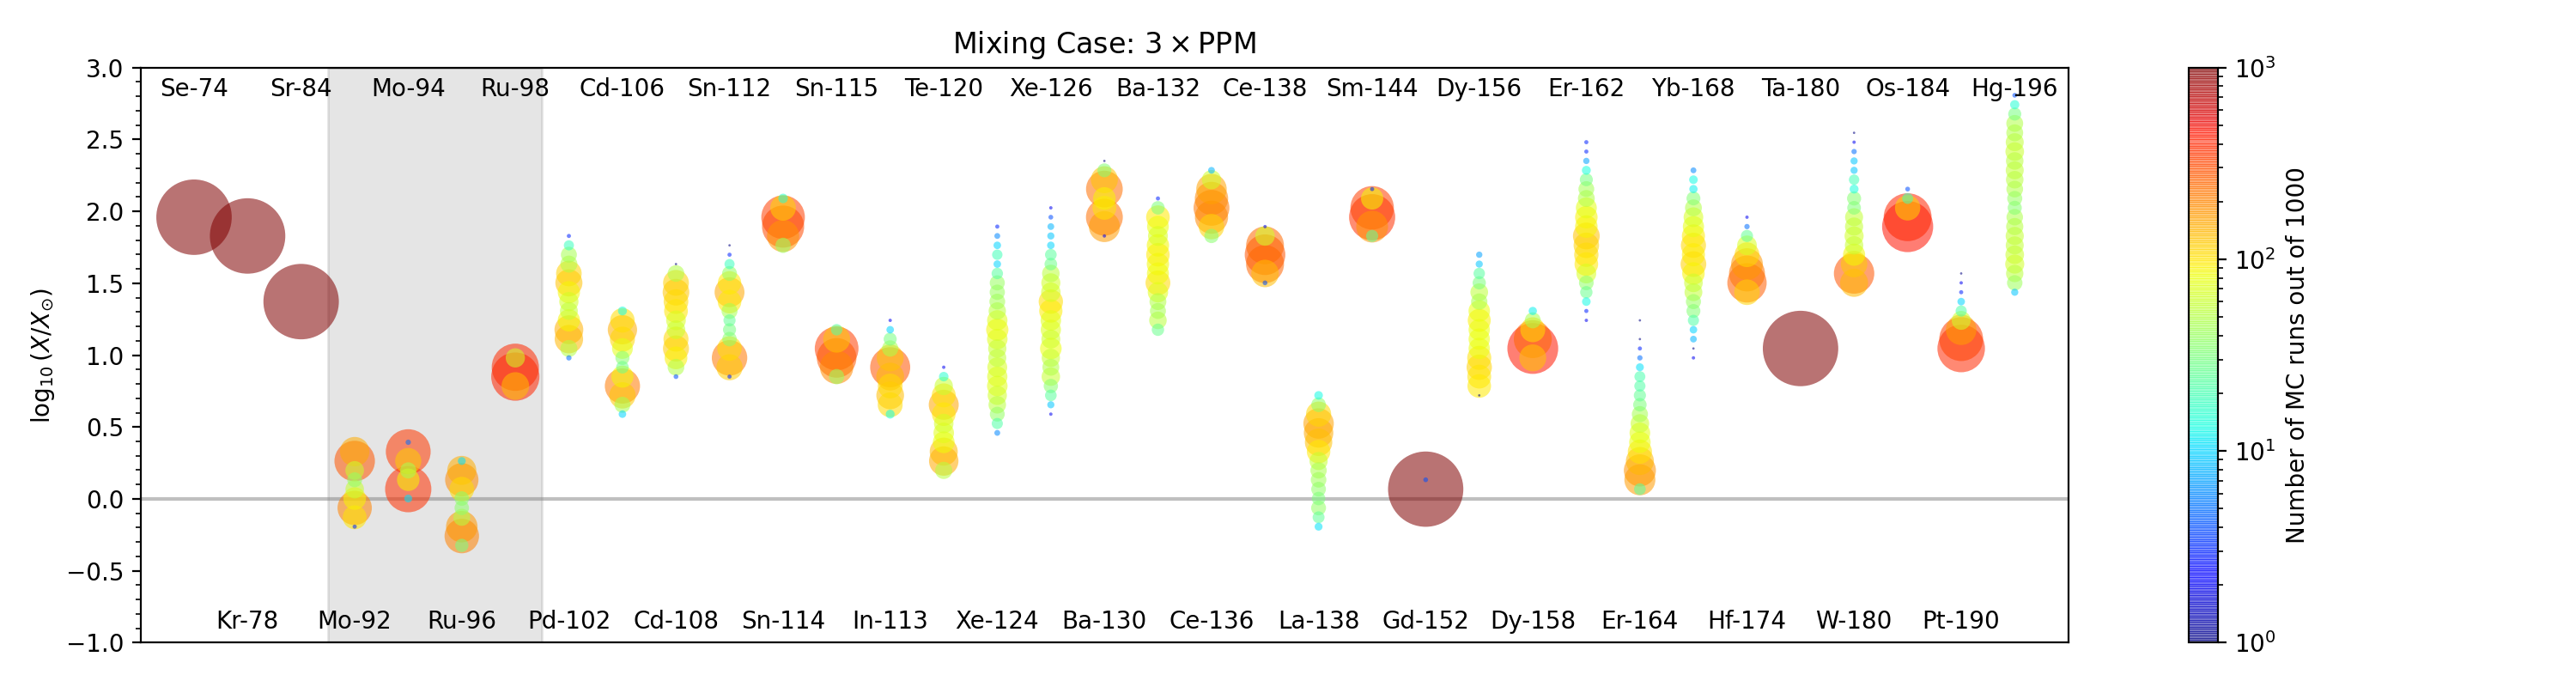 Mixing Case: 3 × PPM
3.0
2.5
2.0
1.5
1.0
0.5
0.0
−0.5
−1.0
log₁₀ (X/X⊙)
Se-74 Sr-84 Mo-94 Ru-98 Cd-106 Sn-112 Sn-115 Te-120 Xe-126 Ba-132 Ce-138 Sm-144 Dy-156 Er-162 Yb-168 Ta-180 Os-184 Hg-196
Kr-78 Mo-92 Ru-96 Pd-102 Cd-108 Sn-114 In-113 Xe-124 Ba-130 Ce-136 La-138 Gd-152 Dy-158 Er-164 Hf-174 W-180 Pt-190
10³
10²
10¹
10⁰
Number of MC runs out of 1000